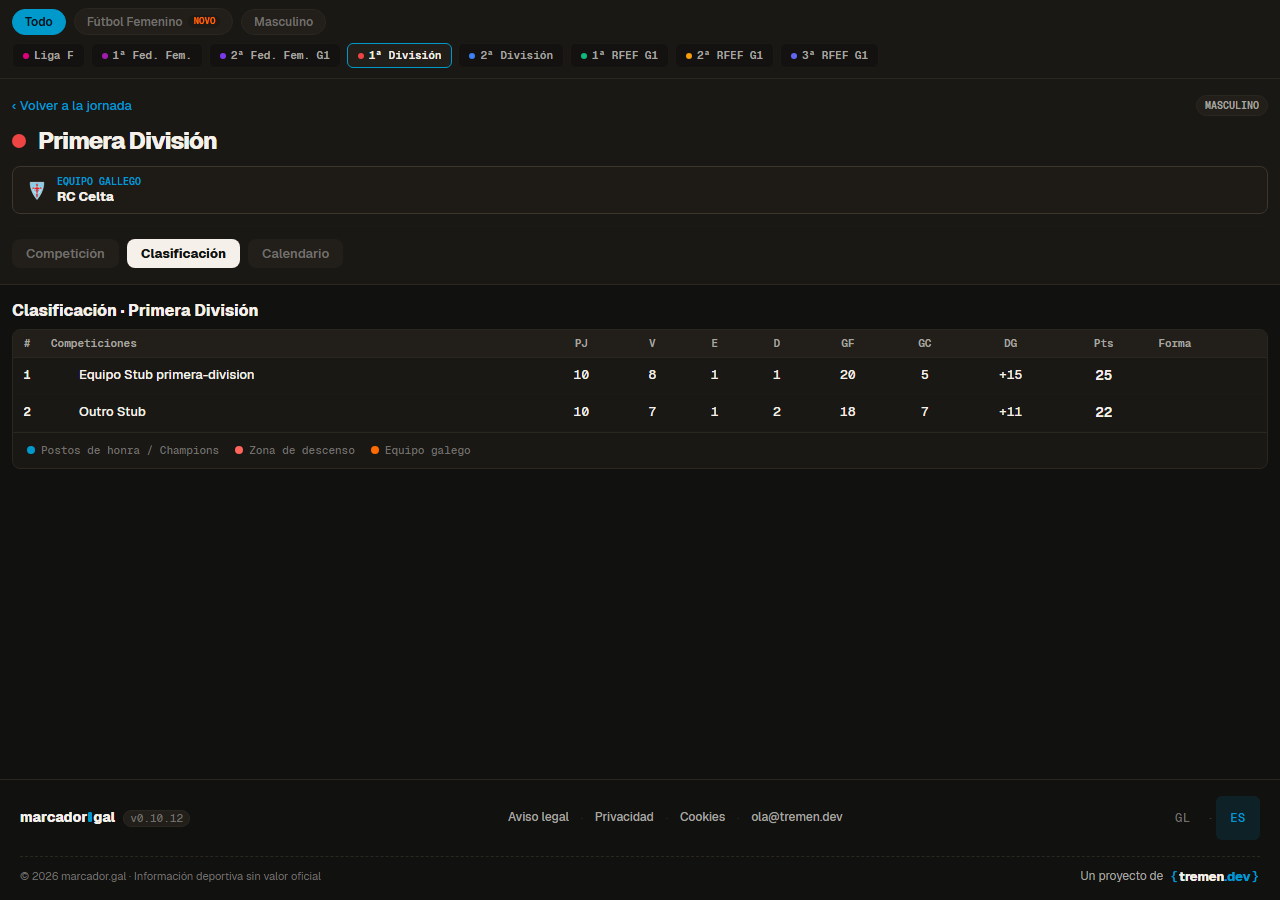 Todo Fútbol Femenino NOVO Masculino
Liga F 1ª Fed. Fem. 2ª Fed. Fem. G1 1ª División 2ª División 1ª RFEF G1 2ª RFEF G1 3ª RFEF G1
‹ Volver a la jornada MASCULINO
Primera División
EQUIPO GALLEGO
RC Celta
Competición Clasificación Calendario
Clasificación · Primera División
# Competiciones PJ V E D GF GC DG Pts Forma
1 Equipo Stub primera-division 10 8 1 1 20 5 +15 25
2 Outro Stub 10 7 1 2 18 7 +11 22
Postos de honra / Champions Zona de descenso Equipo galego
marcador gal v0.10.12 Aviso legal · Privacidad · Cookies · ola@tremen.dev GL · ES
© 2026 marcador.gal · Información deportiva sin valor oficial Un proyecto de {tremen.dev}